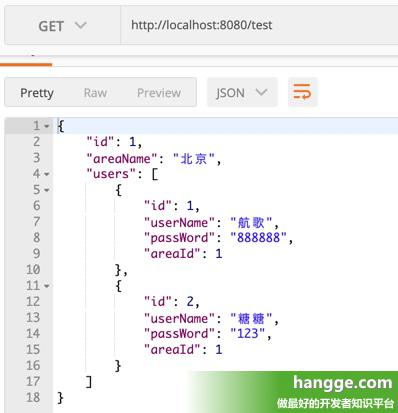 GET http://localhost:8080/test
Pretty Raw Preview JSON
1 {
2 "id": 1,
3 "areaName": "北京",
4 "users": [
5 {
6 "id": 1,
7 "userName": "航歌",
8 "passWord": "888888",
9 "areaId": 1
10 },
11 {
12 "id": 2,
13 "userName": "糖糖",
14 "passWord": "123",
15 "areaId": 1
16 }
17 ]
18 }
hangge.com
做最好的开发者知识平台